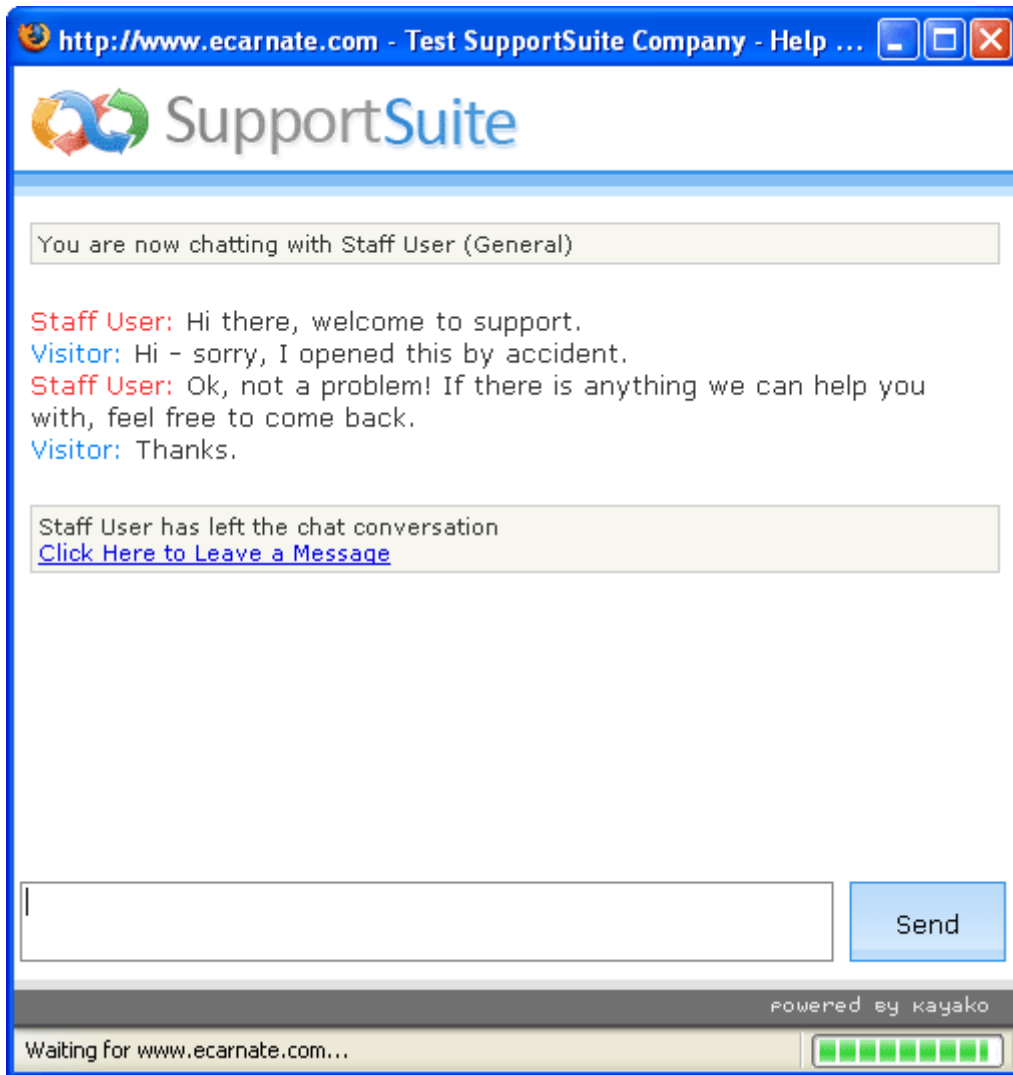 http://www.ecarnate.com - Test SupportSuite Company - Help ...
SupportSuite
You are now chatting with Staff User (General)
Staff User: Hi there, welcome to support.
Visitor: Hi – sorry, I opened this by accident.
Staff User: Ok, not a problem! If there is anything we can help you
with, feel free to come back.
Visitor: Thanks.
Staff User has left the chat conversation
Click Here to Leave a Message
Send
Powered By Kayako
Waiting for www.ecarnate.com...